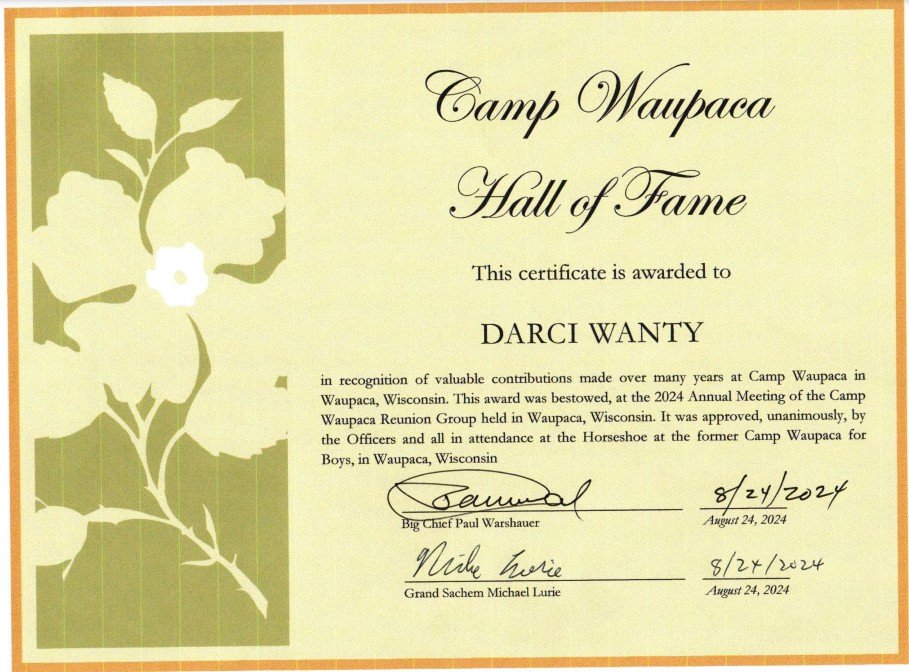 Camp Waupaca
Hall of Fame
This certificate is awarded to
DARCI WANTY
in recognition of valuable contributions made over many years at Camp Waupaca in
Waupaca, Wisconsin. This award was bestowed, at the 2024 Annual Meeting of the Camp
Waupaca Reunion Group held in Waupaca, Wisconsin. It was approved, unanimously, by
the Officers and all in attendance at the Horseshoe at the former Camp Waupaca for
Boys, in Waupaca, Wisconsin
8/24/2024
Big Chief Paul Warshauer
August 24, 2024
Mike Lurie
8/24/2024
Grand Sachem Michael Lurie
August 24, 2024